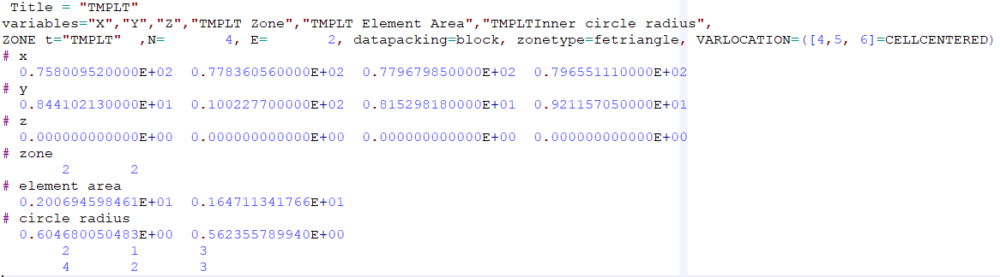 Title = "TMPLT"
variables="X","Y","Z","TMPLT Zone","TMPLT Element Area","TMPLTInner circle radius",
ZONE t="TMPLT"  ,N=       4, E=       2, datapacking=block, zonetype=fetriangle, VARLOCATION=([4,5, 6]=CELLCENTERED)
# x
0.758009520000E+02  0.778360560000E+02  0.779679850000E+02  0.796551110000E+02
# y
0.844102130000E+01  0.100227700000E+02  0.815298180000E+01  0.921157050000E+01
# z
0.000000000000E+00  0.000000000000E+00  0.000000000000E+00  0.000000000000E+00
# zone
2       2
# element area
0.200694598461E+01  0.164711341766E+01
# circle radius
0.604680050483E+00  0.562355789940E+00
2       1       3
4       2       3